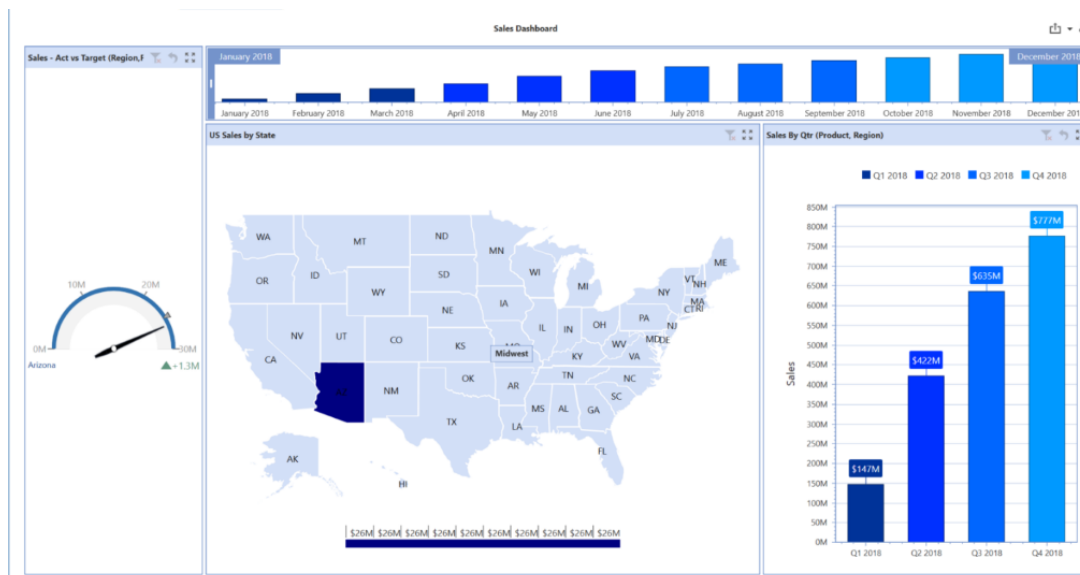 Sales Dashboard
Sales - Act vs Target (Region,F
January 2018
December 2018
January 2018 February 2018 March 2018 April 2018 May 2018 June 2018 July 2018 August 2018 September 2018 October 2018 November 2018 December 2018
US Sales by State
Sales By Qtr (Product, Region)
Q1 2018 Q2 2018 Q3 2018 Q4 2018
10M 20M
0M 30M
Arizona
+1.3M
WA MT ND MN WI MI ME
OR ID SD NY VT NH
WY IA MA
NE PA CT RI
NV UT CO IL IN OH NJ
KS WV MD DE
CA Midwest KY VA
OK TN NC
AZ NM AR SC
TX MS AL GA
LA
FL
AK
HI
$26M $26M $26M $26M $26M $26M $26M $26M $26M
Sales
850M
800M
750M
700M
650M
600M
550M
500M
450M
400M
350M
300M
250M
200M
150M
100M
50M
0M
$147M
$422M
$635M
$777M
Q1 2018 Q2 2018 Q3 2018 Q4 2018